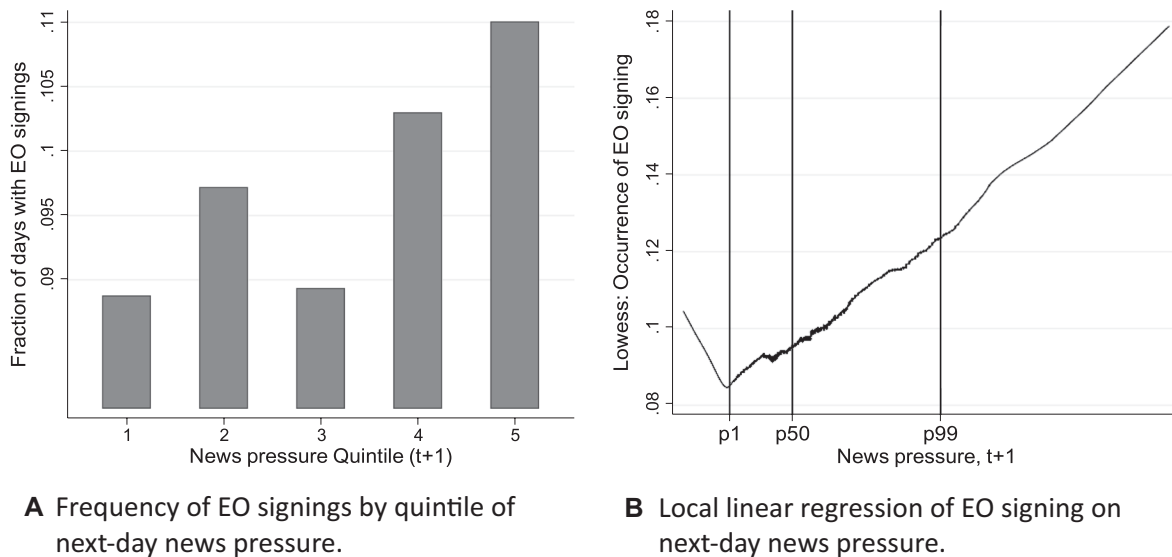 Fraction of days with EO signings
.11
.105
.1
.095
.09
1 2 3 4 5
News pressure Quintile (t+1)
A Frequency of EO signings by quintile of
next-day news pressure.
Lowess: Occurrence of EO signing
.18
.16
.14
.12
.1
.08
p1 p50 p99
News pressure, t+1
B Local linear regression of EO signing on
next-day news pressure.